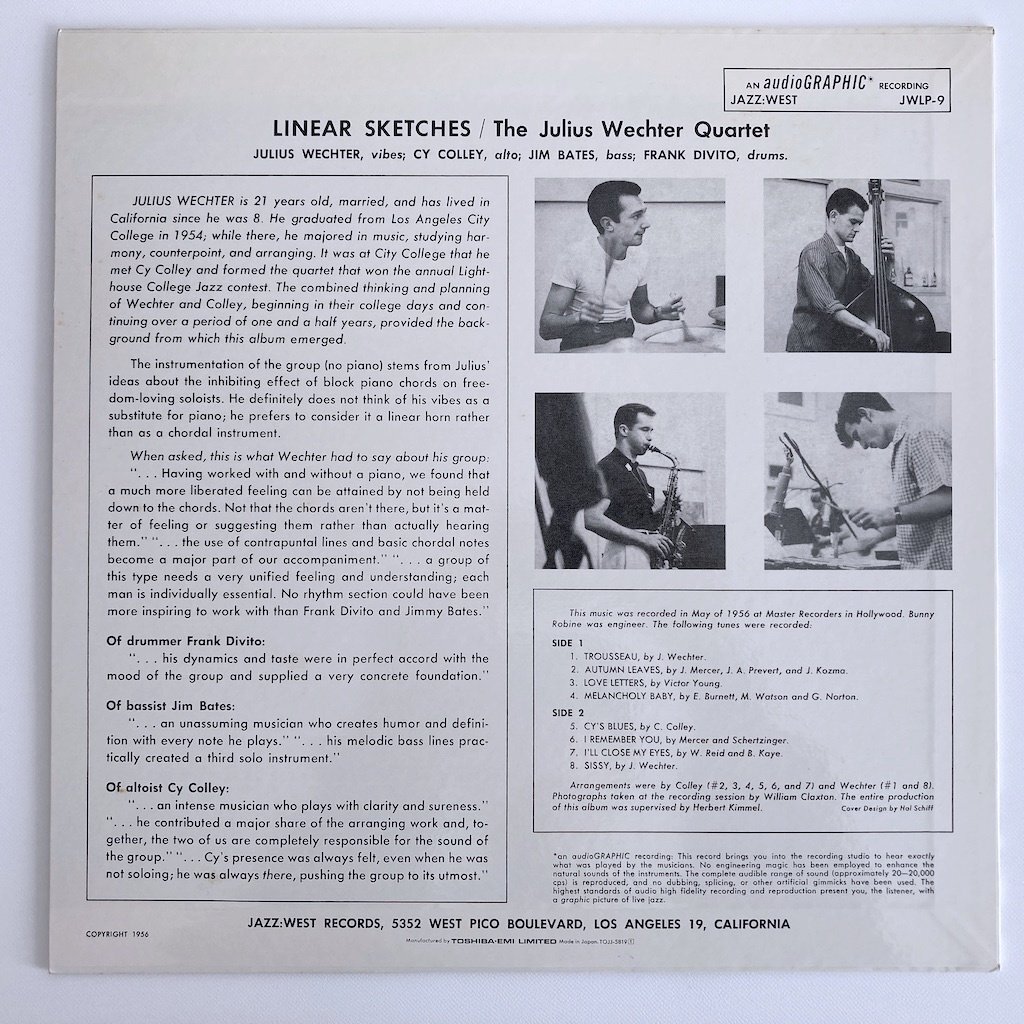 AN audioGRAPHIC* RECORDING
JAZZ:WEST JWLP-9
LINEAR SKETCHES / The Julius Wechter Quartet
JULIUS WECHTER, vibes; CY COLLEY, alto; JIM BATES, bass; FRANK DIVITO, drums.
JULIUS WECHTER is 21 years old, married, and has lived in
California since he was 8. He graduated from Los Angeles City
College in 1954; while there, he majored in music, studying har-
mony, counterpoint, and arranging. It was at City College that he
met Cy Colley and formed the quartet that won the annual Light-
house College Jazz contest. The combined thinking and planning
of Wechter and Colley, beginning in their college days and con-
tinuing over a period of one and a half years, provided the back-
ground from which this album emerged.
The instrumentation of the group (no piano) stems from Julius'
ideas about the inhibiting effect of block piano chords on free-
dom-loving soloists. He definitely does not think of his vibes as a
substitute for piano; he prefers to consider it a linear horn rather
than as a chordal instrument.
When asked, this is what Wechter had to say about his group:
". . . Having worked with and without a piano, we found that
a much more liberated feeling can be attained by not being held
down to the chords. Not that the chords aren't there, but it's a mat-
ter of feeling or suggesting them rather than actually hearing
them." ". . . the use of contrapuntal lines and basic chordal notes
become a major part of our accompaniment." ". . . a group of
this type needs a very unified feeling and understanding; each
man is individually essential. No rhythm section could have been
more inspiring to work with than Frank Divito and Jimmy Bates."
Of drummer Frank Divito:
". . . his dynamics and taste were in perfect accord with the
mood of the group and supplied a very concrete foundation."
Of bassist Jim Bates:
". . . an unassuming musician who creates humor and defini-
tion with every note he plays." ". . . his melodic bass lines prac-
tically created a third solo instrument."
Of altoist Cy Colley:
". . . an intense musician who plays with clarity and sureness."
". . . he contributed a major share of the arranging work and, to-
gether, the two of us are completely responsible for the sound of
the group." ". . . Cy's presence was always felt, even when he was
not soloing; he was always there, pushing the group to its utmost."
This music was recorded in May of 1956 at Master Recorders in Hollywood. Bunny
Robine was engineer. The following tunes were recorded:
SIDE 1
1. TROUSSEAU, by J. Wechter.
2. AUTUMN LEAVES, by J. Mercer, J. A. Prevert, and J. Kozma.
3. LOVE LETTERS, by Victor Young.
4. MELANCHOLY BABY, by E. Burnett, M. Watson and G. Norton.
SIDE 2
5. CY'S BLUES, by C. Colley.
6. I REMEMBER YOU, by Mercer and Schertzinger.
7. I'LL CLOSE MY EYES, by W. Reid and B. Kaye.
8. SISSY, by J. Wechter.
Arrangements were by Colley (#2, 3, 4, 5, 6, and 7) and Wechter (#1 and 8).
Photographs taken at the recording session by William Claxton. The entire production
of this album was supervised by Herbert Kimmel. Cover Design by Hal Schiff
*an audioGRAPHIC recording: This record brings you into the recording studio to hear exactly
what was played by the musicians. No engineering magic has been employed to enhance the
natural sounds of the instruments. The complete audible range of sound (approximately 20—20,000
cps) is reproduced, and no dubbing, splicing, or other artificial gimmicks have been used. The
highest standards of audio high fidelity recording and reproduction present you, the listener, with
a graphic picture of live jazz.
JAZZ:WEST RECORDS, 5352 WEST PICO BOULEVARD, LOS ANGELES 19, CALIFORNIA
COPYRIGHT 1956
Manufactured by TOSHIBA-EMI LIMITED Made in Japan. TOJJ-5819 1